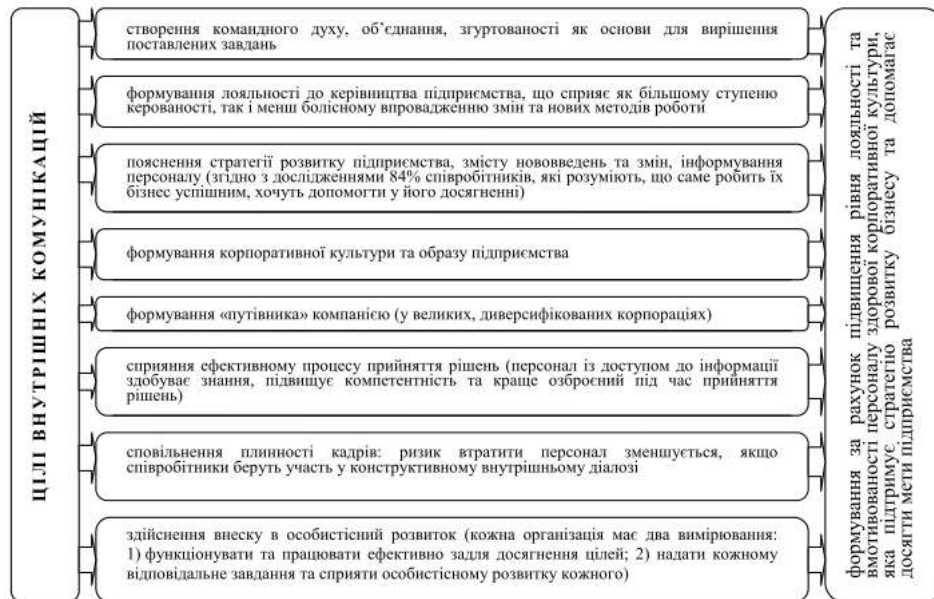 ЦІЛІ ВНУТРІШНІХ КОМУНІКАЦІЙ
створення командного духу, об’єднання, згуртованості як основи для вирішення
поставлених завдань
формування лояльності до керівництва підприємства, що сприяє як більшому ступеню
керованості, так і менш болісному впровадженню змін та нових методів роботи
пояснення стратегії розвитку підприємства, змісту нововведень та змін, інформування
персоналу (згідно з дослідженнями 84% співробітників, які розуміють, що саме робить їх
бізнес успішним, хочуть допомогти у його досягненні)
формування корпоративної культури та образу підприємства
формування «путівника» компанією (у великих, диверсифікованих корпораціях)
сприяння ефективному процесу прийняття рішень (персонал із доступом до інформації
здобуває знання, підвищує компетентність та краще озброєний під час прийняття
рішень)
сповільнення плинності кадрів: ризик втратити персонал зменшується, якщо
співробітники беруть участь у конструктивному внутрішньому діалозі
здійснення внеску в особистісний розвиток (кожна організація має два вимірювання:
1) функціонувати та працювати ефективно задля досягнення цілей; 2) надати кожному
відповідальне завдання та сприяти особистісному розвитку кожного)
формування за рахунок підвищення рівня лояльності та
вмотивованості персоналу здорової корпоративної культури,
яка підтримує стратегію розвитку бізнесу та допомагає
досягти мети підприємства